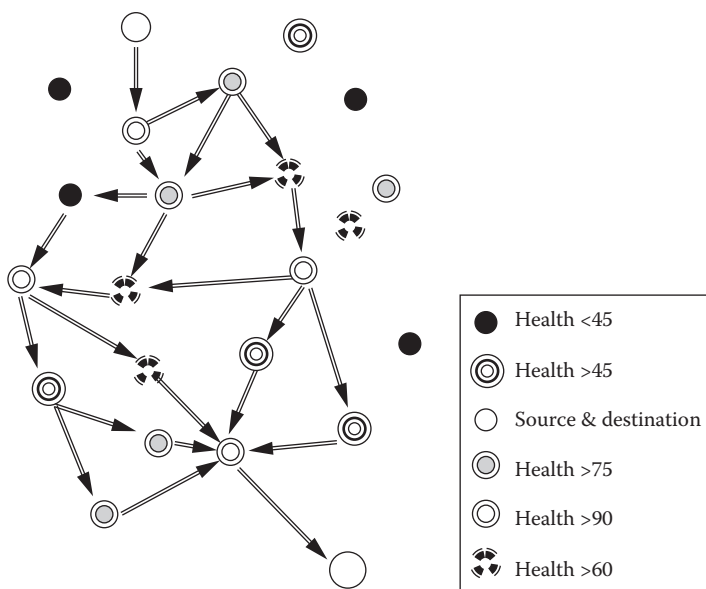 Health <45
Health >45
Source & destination
Health >75
Health >90
Health >60